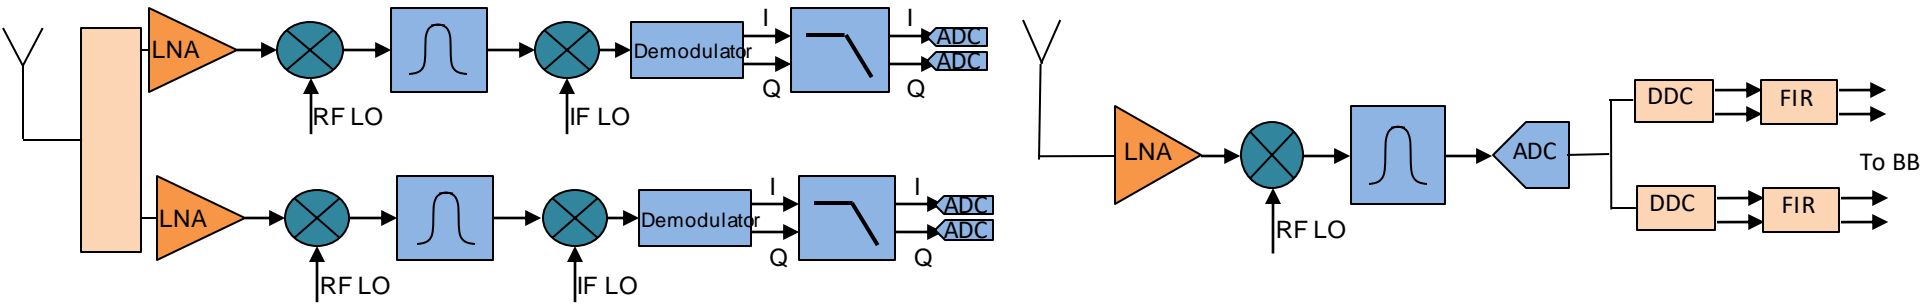 LNA
RF LO
IF LO
Demodulator
I
Q
I
Q
ADC
ADC
LNA
RF LO
IF LO
Demodulator
I
Q
I
Q
ADC
ADC
LNA
RF LO
ADC
DDC
FIR
DDC
FIR
To BB